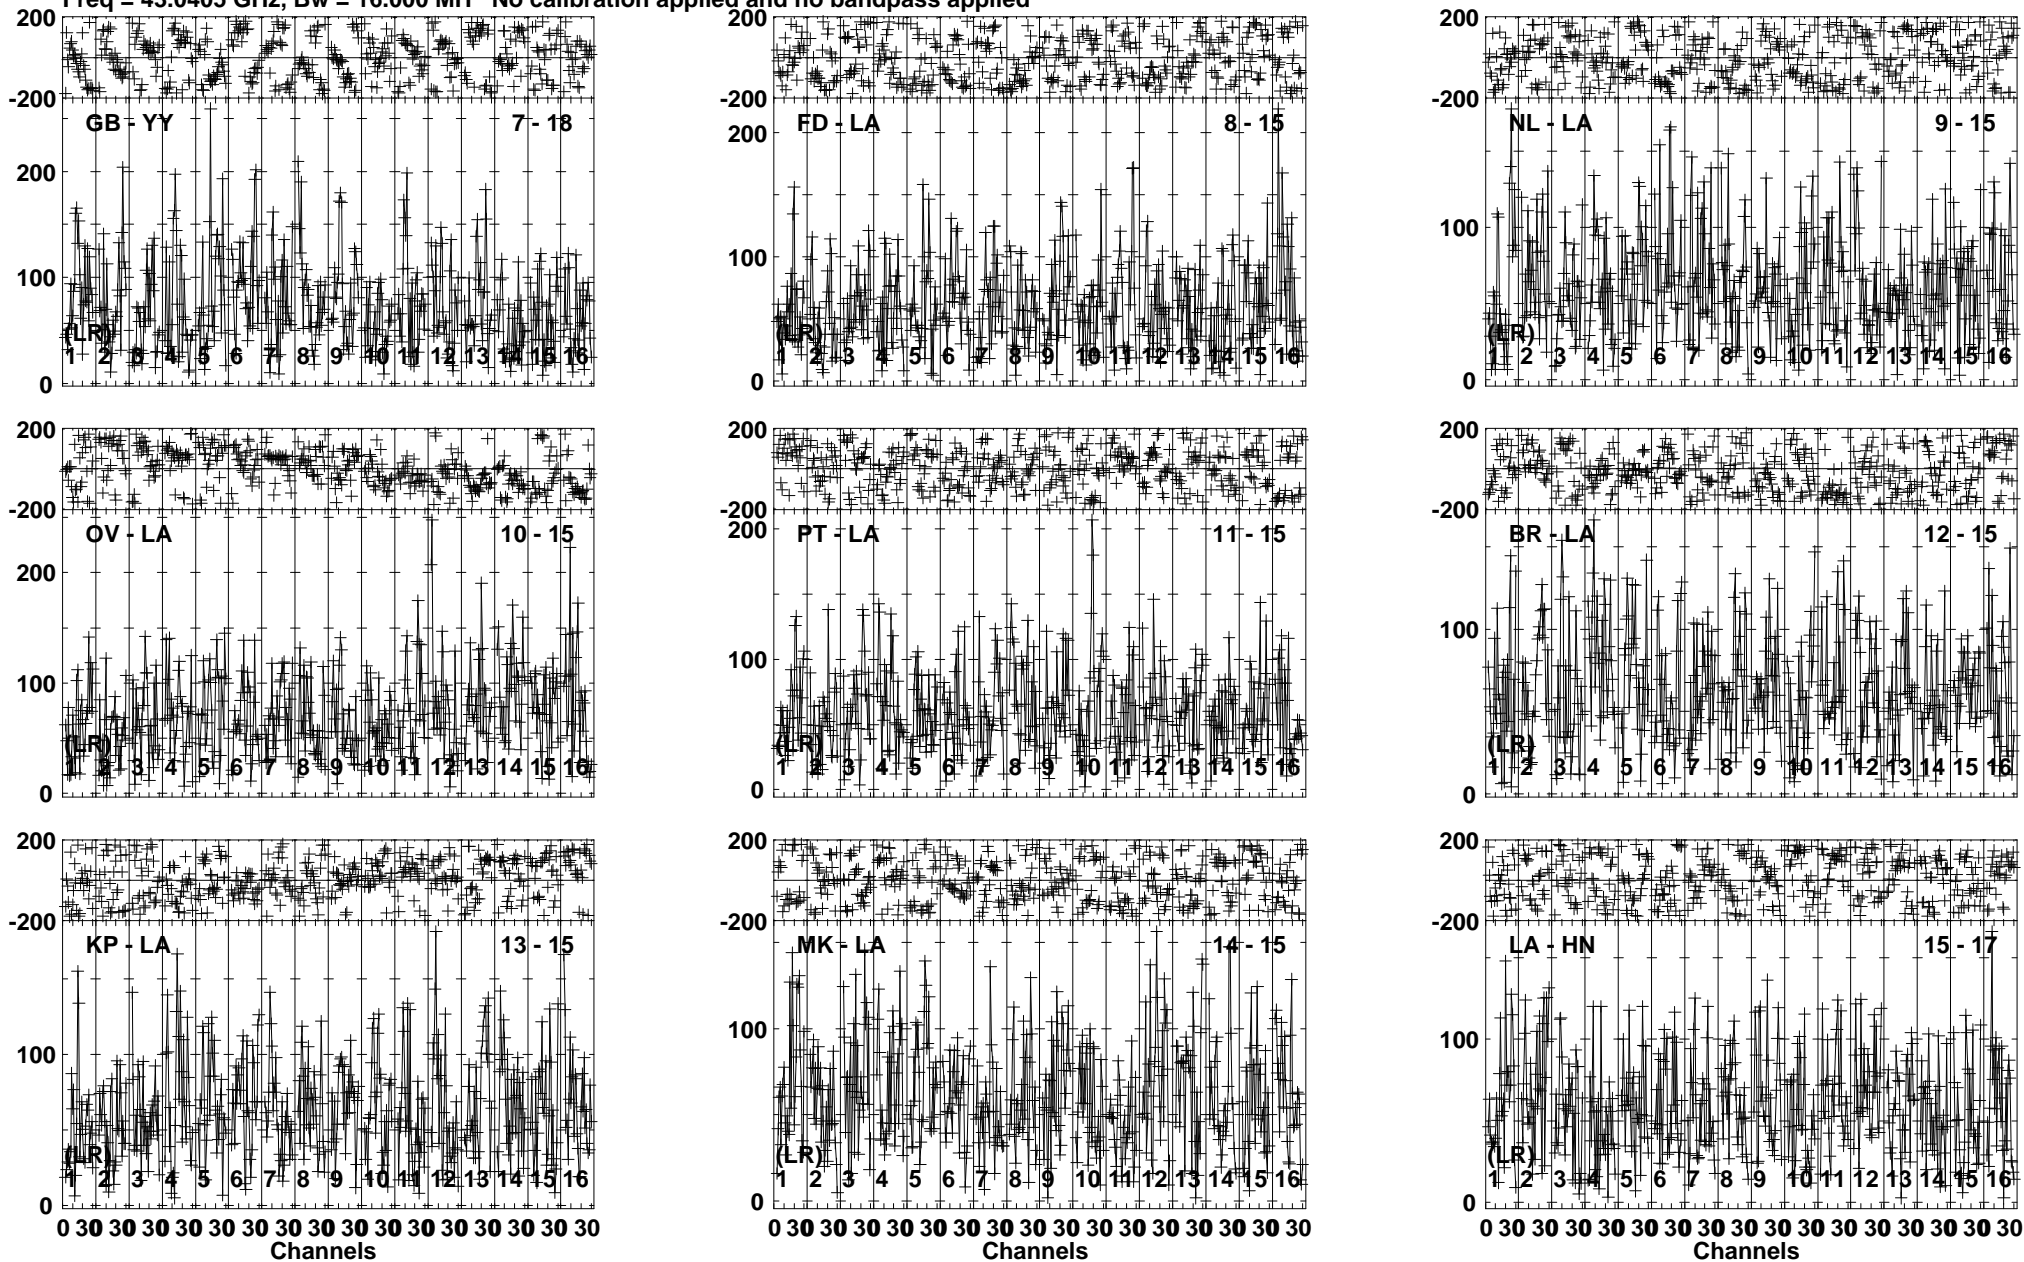 Freq = 43.0405 GHz, Bw = 16.000 MH No calibration applied and no bandpass applied
200 200 200
-200 -200 -200
GB - YY 7 - 18 FD - LA 8 - 15 NL - LA 9 - 15
200 200
100 100 100
(LR) (LR) (LR)
1 2 3 4 5 6 7 8 9 10 11 12 13 14 15 16 1 2 3 4 5 6 7 8 9 10 11 12 13 14 15 16 1 2 3 4 5 6 7 8 9 10 11 12 13 14 15 16
0 0 0
200 200 200
-200 -200 -200
OV - LA 10 - 15 PT - LA 11 - 15 BR - LA 12 - 15
200 200
100 100 100
(LR) (LR) (LR)
1 2 3 4 5 6 7 8 9 10 11 12 13 14 15 16 1 2 3 4 5 6 7 8 9 10 11 12 13 14 15 16 1 2 3 4 5 6 7 8 9 10 11 12 13 14 15 16
0 0 0
200 200 200
-200 -200 -200
KP - LA 13 - 15 MK - LA 14 - 15 LA - HN 15 - 17
100 100 100
(LR) (LR) (LR)
1 2 3 4 5 6 7 8 9 10 11 12 13 14 15 16 1 2 3 4 5 6 7 8 9 10 11 12 13 14 15 16 1 2 3 4 5 6 7 8 9 10 11 12 13 14 15 16
0 0 0
0 30 30 30 30 30 30 30 30 30 30 30 30 30 30 30 30 0 30 30 30 30 30 30 30 30 30 30 30 30 30 30 30 30 0 30 30 30 30 30 30 30 30 30 30 30 30 30 30 30 30
Channels Channels Channels